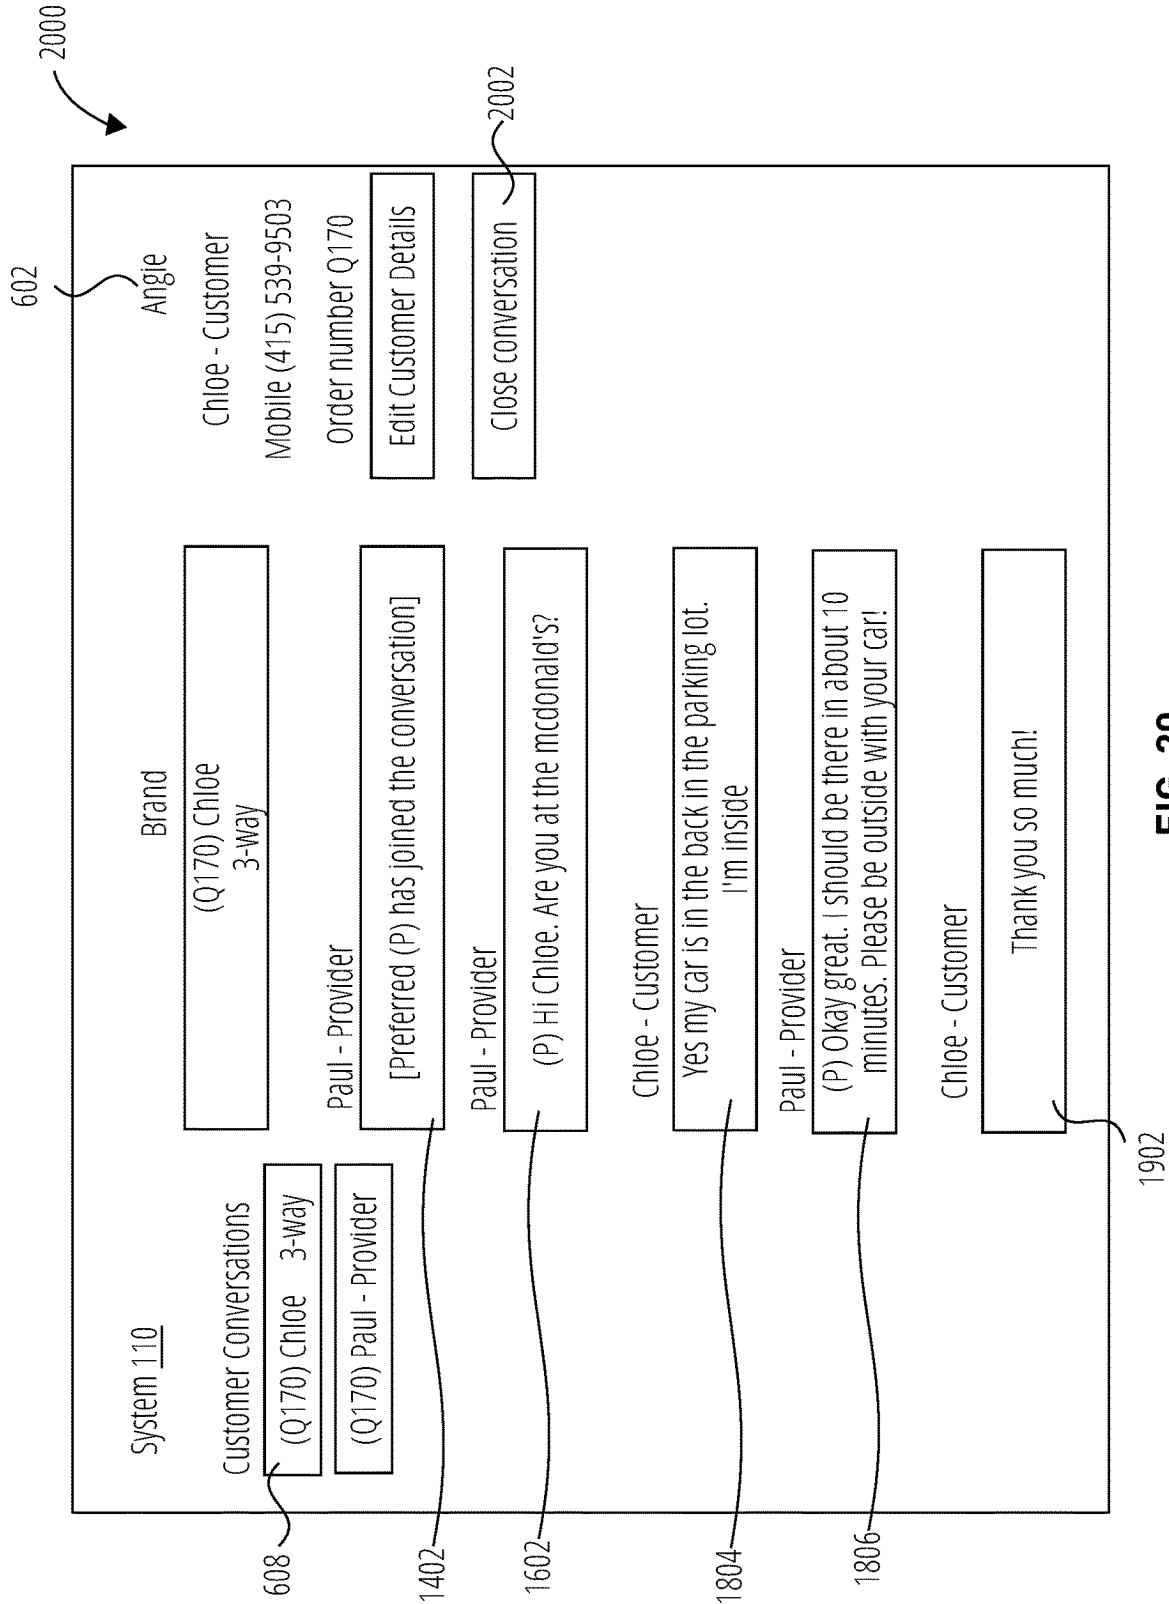 2000
602
System 110
Brand
Angie
Customer Conversations
(Q170) Chloe 3-way
(Q170) Paul - Provider
608
(Q170) Chloe
3-way
Chloe - Customer
Mobile (415) 539-9503
Order number Q170
Edit Customer Details
Close conversation
2002
Paul - Provider
[Preferred (P) has joined the conversation]
1402
Paul - Provider
(P) Hi Chloe. Are you at the mcdonald's?
1602
Chloe - Customer
Yes my car is in the back in the parking lot.
I'm inside
1804
Paul - Provider
(P) Okay great. I should be there in about 10
minutes. Please be outside with your car!
1806
Chloe - Customer
Thank you so much!
1902